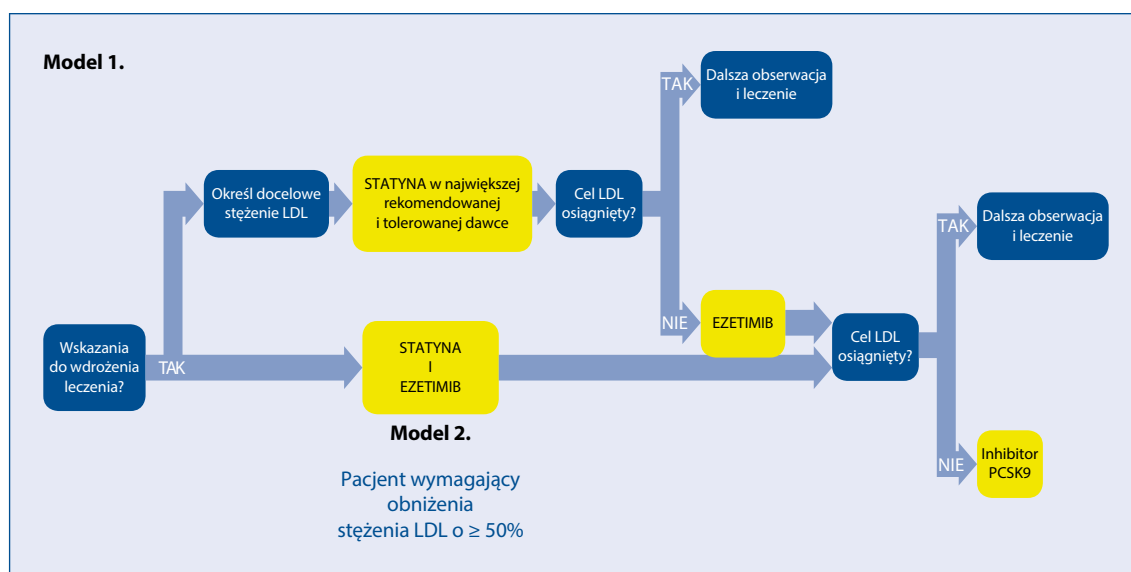 Model 1.
TAK
Dalsza obserwacja
i leczenie
Określ docelowe
stężenie LDL
STATYNA w największej
rekomendowanej
i tolerowanej dawce
Cel LDL
osiągnięty?
NIE
EZETIMIB
TAK
Dalsza obserwacja
i leczenie
Wskazania
do wdrożenia
leczenia?
TAK
STATYNA
I
EZETIMIB
Cel LDL
osiągnięty?
Model 2.
Pacjent wymagający
obniżenia
stężenia LDL o ≥ 50%
NIE
Inhibitor
PCSK9